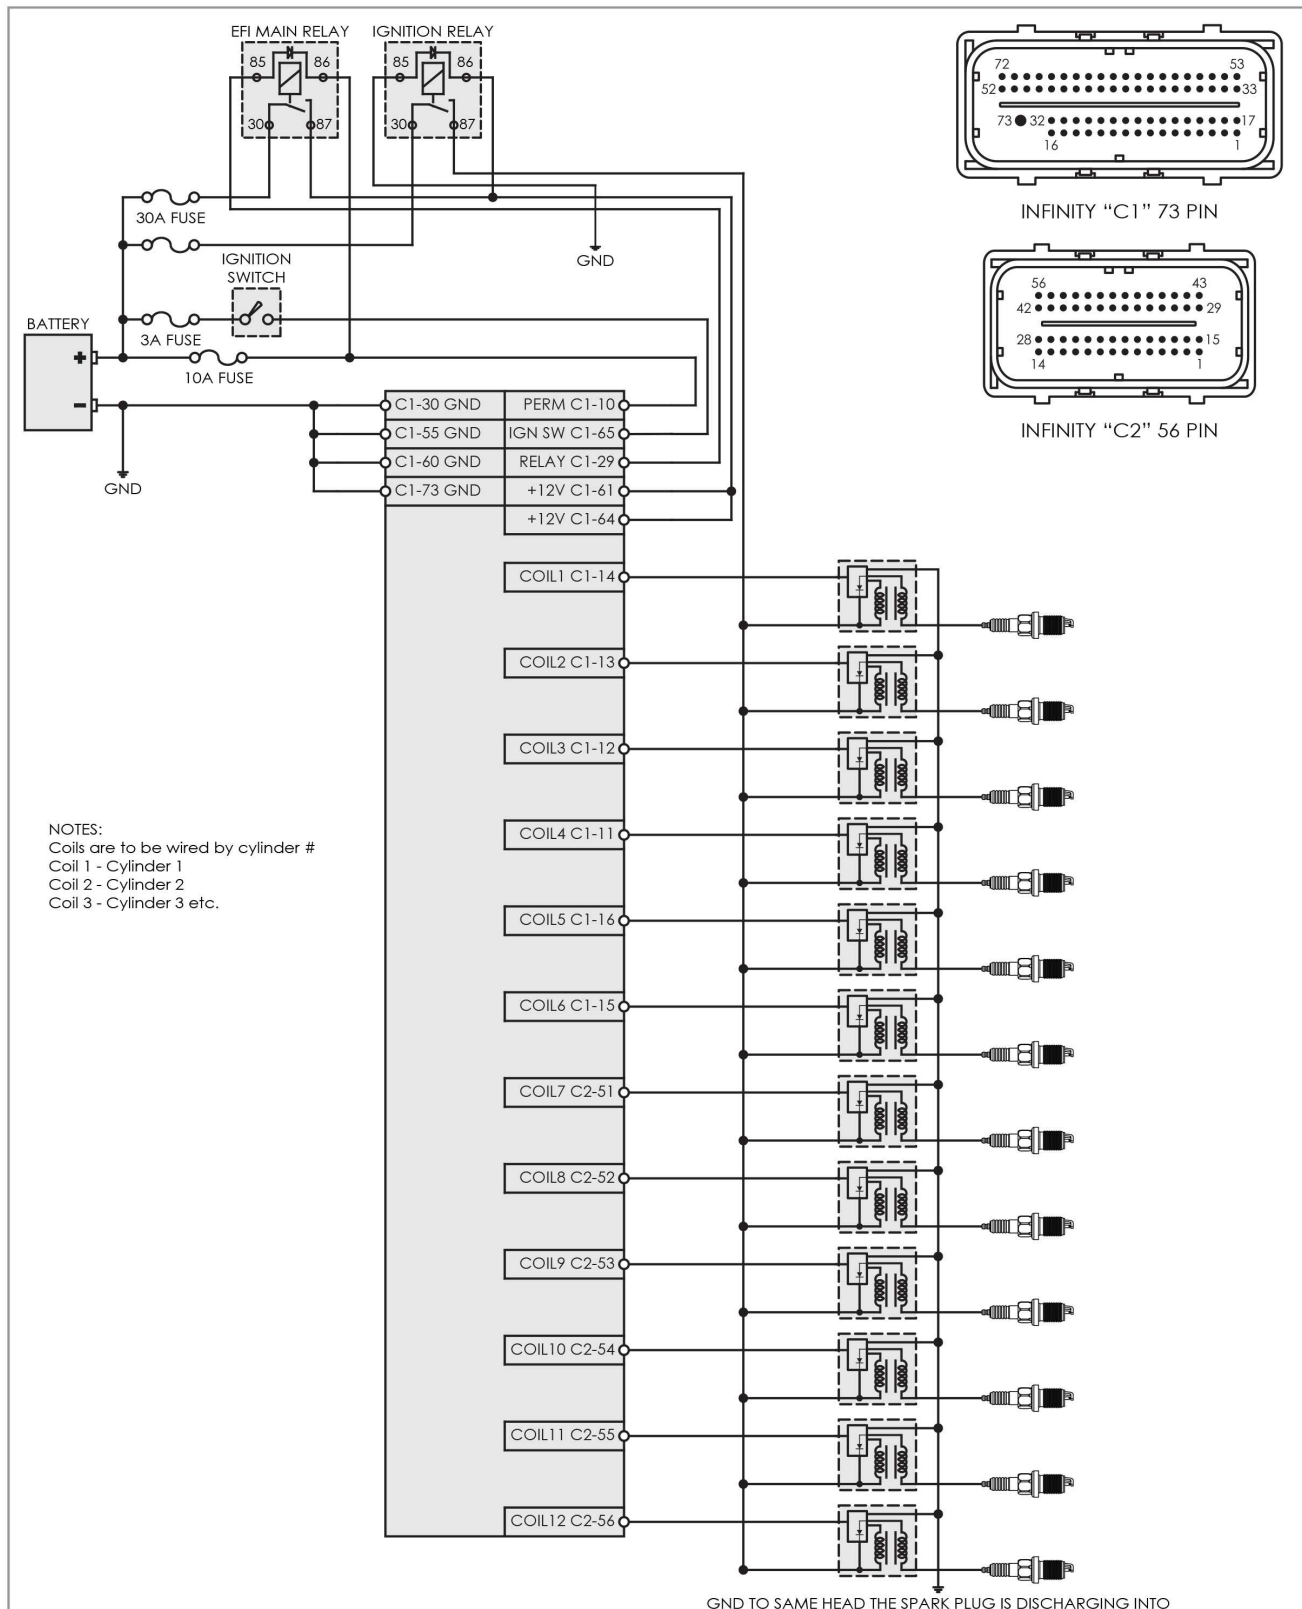 EFI MAIN RELAY
IGNITION RELAY
85
86
30
87
85
86
30
87
72
53
52
33
73
32
17
16
1
INFINITY “C1” 73 PIN
30A FUSE
IGNITION
SWITCH
GND
56
43
42
29
28
15
14
1
INFINITY “C2” 56 PIN
BATTERY
+
-
3A FUSE
10A FUSE
GND
C1-30 GND
PERM C1-10
C1-55 GND
IGN SW C1-65
C1-60 GND
RELAY C1-29
C1-73 GND
+12V C1-61
+12V C1-64
COIL1 C1-14
COIL2 C1-13
COIL3 C1-12
COIL4 C1-11
COIL5 C1-16
COIL6 C1-15
COIL7 C2-51
COIL8 C2-52
COIL9 C2-53
COIL10 C2-54
COIL11 C2-55
COIL12 C2-56
NOTES:
Coils are to be wired by cylinder #
Coil 1 - Cylinder 1
Coil 2 - Cylinder 2
Coil 3 - Cylinder 3 etc.
GND TO SAME HEAD THE SPARK PLUG IS DISCHARGING INTO